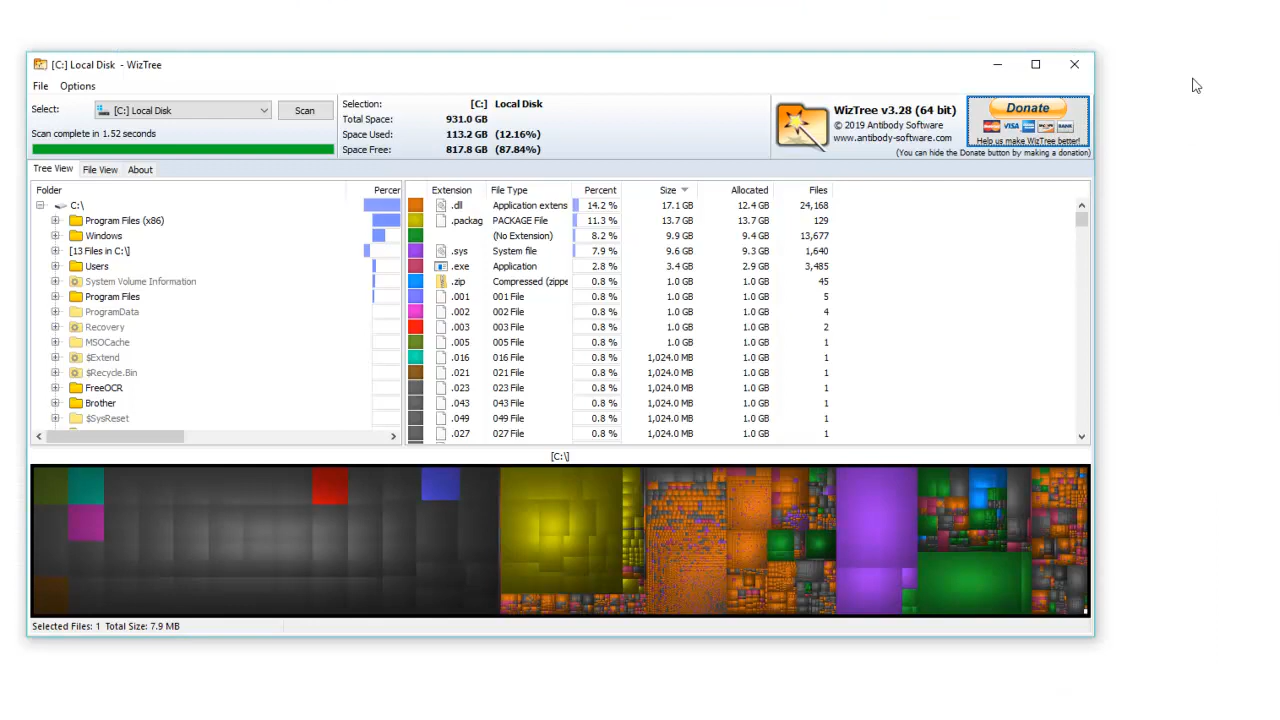 [C:] Local Disk  - WizTree
File Options
Select: [C:] Local Disk Scan
Scan complete in 1.52 seconds
Selection: [C:] Local Disk
Total Space: 931.0 GB
Space Used: 113.2 GB (12.16%)
Space Free: 817.8 GB (87.84%)
WizTree v3.28 (64 bit)
© 2019 Antibody Software
www.antibody-software.com
Donate
VISA BANK
Help us make WizTree better!
(You can hide the Donate button by making a donation)
Tree View File View About
Folder Percer
C:\
Program Files (x86)
Windows
[13 Files in C:\]
Users
System Volume Information
Program Files
ProgramData
Recovery
MSOCache
$Extend
$Recycle.Bin
FreeOCR
Brother
$SysReset
Extension File Type Percent Size Allocated Files
.dll Application extens 14.2 % 17.1 GB 12.4 GB 24,168
.packag PACKAGE File 11.3 % 13.7 GB 13.7 GB 129
(No Extension) 8.2 % 9.9 GB 9.4 GB 13,677
.sys System file 7.9 % 9.6 GB 9.3 GB 1,640
.exe Application 2.8 % 3.4 GB 2.9 GB 3,485
.zip Compressed (zippe 0.8 % 1.0 GB 1.0 GB 45
.001 001 File 0.8 % 1.0 GB 1.0 GB 5
.002 002 File 0.8 % 1.0 GB 1.0 GB 4
.003 003 File 0.8 % 1.0 GB 1.0 GB 2
.005 005 File 0.8 % 1.0 GB 1.0 GB 1
.016 016 File 0.8 % 1,024.0 MB 1.0 GB 1
.021 021 File 0.8 % 1,024.0 MB 1.0 GB 1
.023 023 File 0.8 % 1,024.0 MB 1.0 GB 1
.043 043 File 0.8 % 1,024.0 MB 1.0 GB 1
.049 049 File 0.8 % 1,024.0 MB 1.0 GB 1
.027 027 File 0.8 % 1,024.0 MB 1.0 GB 1
[C:\]
Selected Files: 1  Total Size: 7.9 MB